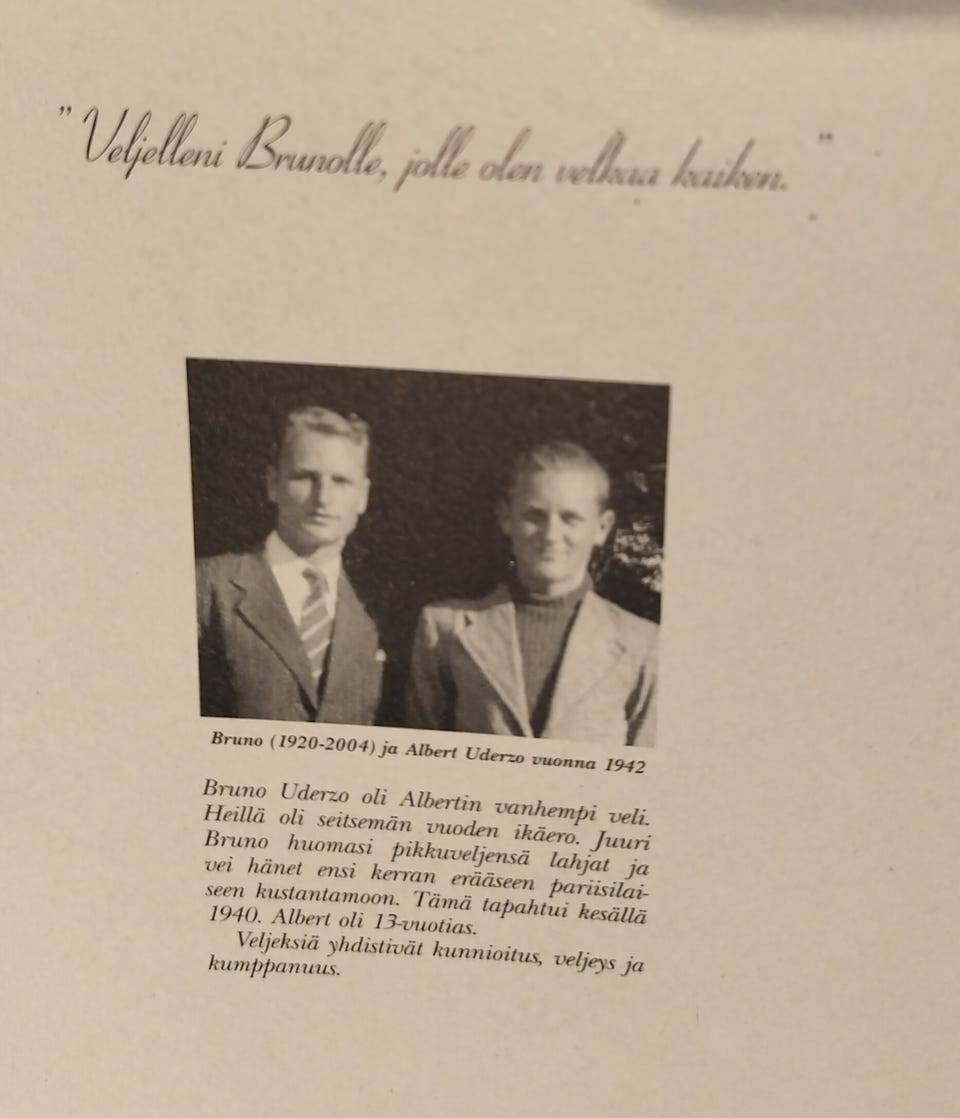 ”Veljelleni Brunolle, jolle olen velkaa kaiken.”
Bruno (1920-2004) ja Albert Uderzo vuonna 1942
Bruno Uderzo oli Albertin vanhempi veli.
Heillä oli seitsemän vuoden ikäero. Juuri
Bruno huomasi pikkuveljensä lahjat ja
vei hänet ensi kerran erääseen pariisilai-
seen kustantamoon. Tämä tapahtui kesällä
1940. Albert oli 13-vuotias.
Veljeksiä yhdistivät kunnioitus, veljeys ja
kumppanuus.